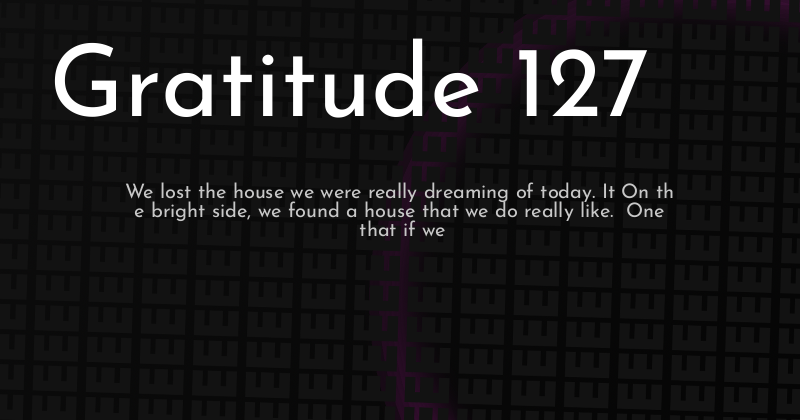 Gratitude 127
We lost the house we were really dreaming of today. It On th
e bright side, we found a house that we do really like.  One
that if we